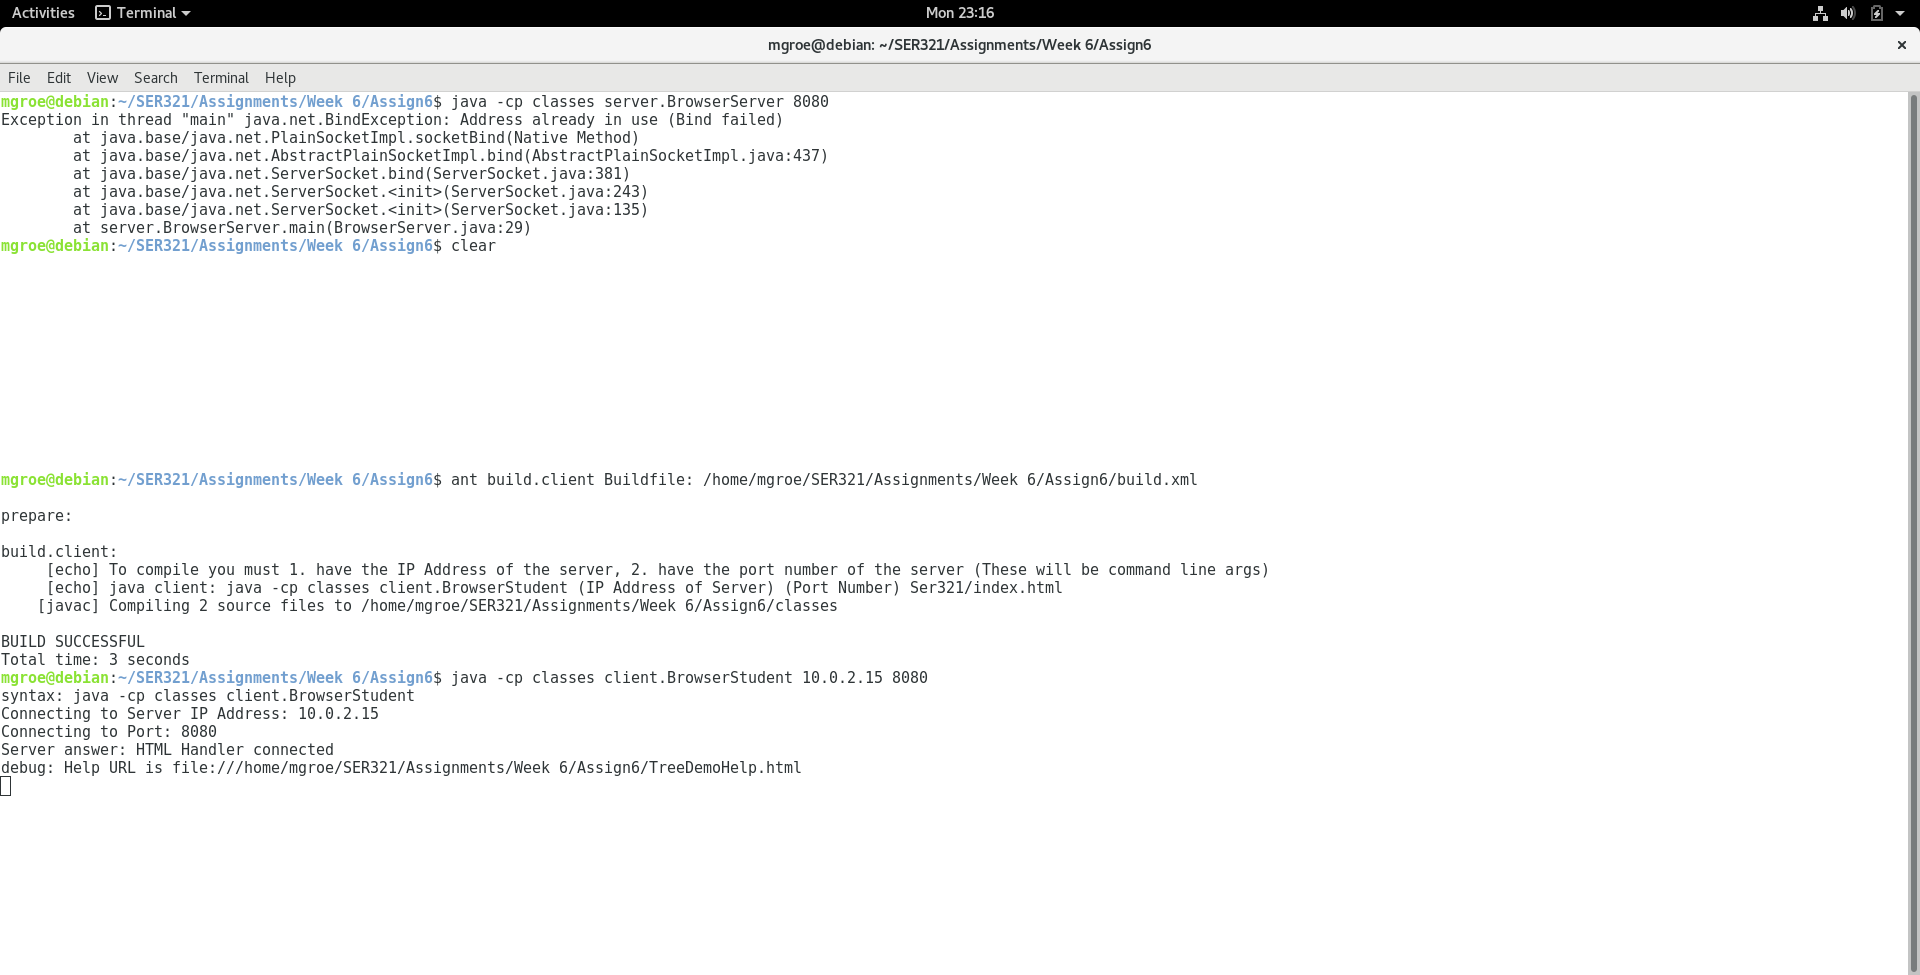 Activities Terminal Mon 23:16
mgroe@debian: ~/SER321/Assignments/Week 6/Assign6 ×
File Edit View Search Terminal Help
mgroe@debian:~/SER321/Assignments/Week 6/Assign6$ java -cp classes server.BrowserServer 8080
Exception in thread "main" java.net.BindException: Address already in use (Bind failed)
        at java.base/java.net.PlainSocketImpl.socketBind(Native Method)
        at java.base/java.net.AbstractPlainSocketImpl.bind(AbstractPlainSocketImpl.java:437)
        at java.base/java.net.ServerSocket.bind(ServerSocket.java:381)
        at java.base/java.net.ServerSocket.<init>(ServerSocket.java:243)
        at java.base/java.net.ServerSocket.<init>(ServerSocket.java:135)
        at server.BrowserServer.main(BrowserServer.java:29)
mgroe@debian:~/SER321/Assignments/Week 6/Assign6$ clear
mgroe@debian:~/SER321/Assignments/Week 6/Assign6$ ant build.client Buildfile: /home/mgroe/SER321/Assignments/Week 6/Assign6/build.xml
prepare:
build.client:
     [echo] To compile you must 1. have the IP Address of the server, 2. have the port number of the server (These will be command line args)
     [echo] java client: java -cp classes client.BrowserStudent (IP Address of Server) (Port Number) Ser321/index.html
    [javac] Compiling 2 source files to /home/mgroe/SER321/Assignments/Week 6/Assign6/classes
BUILD SUCCESSFUL
Total time: 3 seconds
mgroe@debian:~/SER321/Assignments/Week 6/Assign6$ java -cp classes client.BrowserStudent 10.0.2.15 8080
syntax: java -cp classes client.BrowserStudent
Connecting to Server IP Address: 10.0.2.15
Connecting to Port: 8080
Server answer: HTML Handler connected
debug: Help URL is file:///home/mgroe/SER321/Assignments/Week 6/Assign6/TreeDemoHelp.html